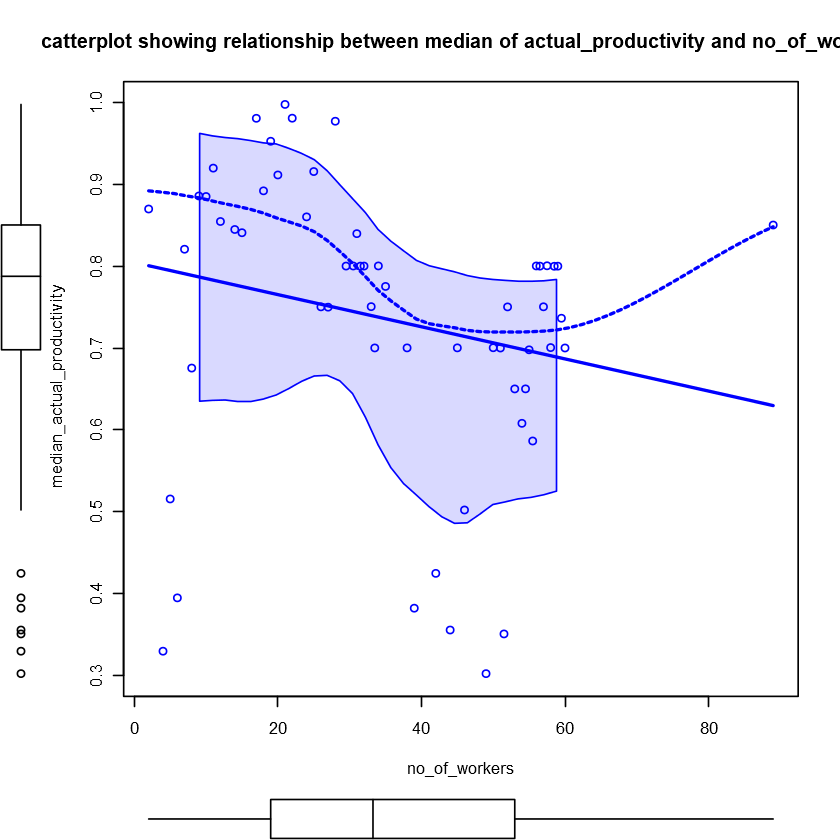 catterplot showing relationship between median of actual_productivity and no_of_wo
median_actual_productivity
1.0
0.9
0.8
0.7
0.6
0.5
0.4
0.3
0 20 40 60 80
no_of_workers